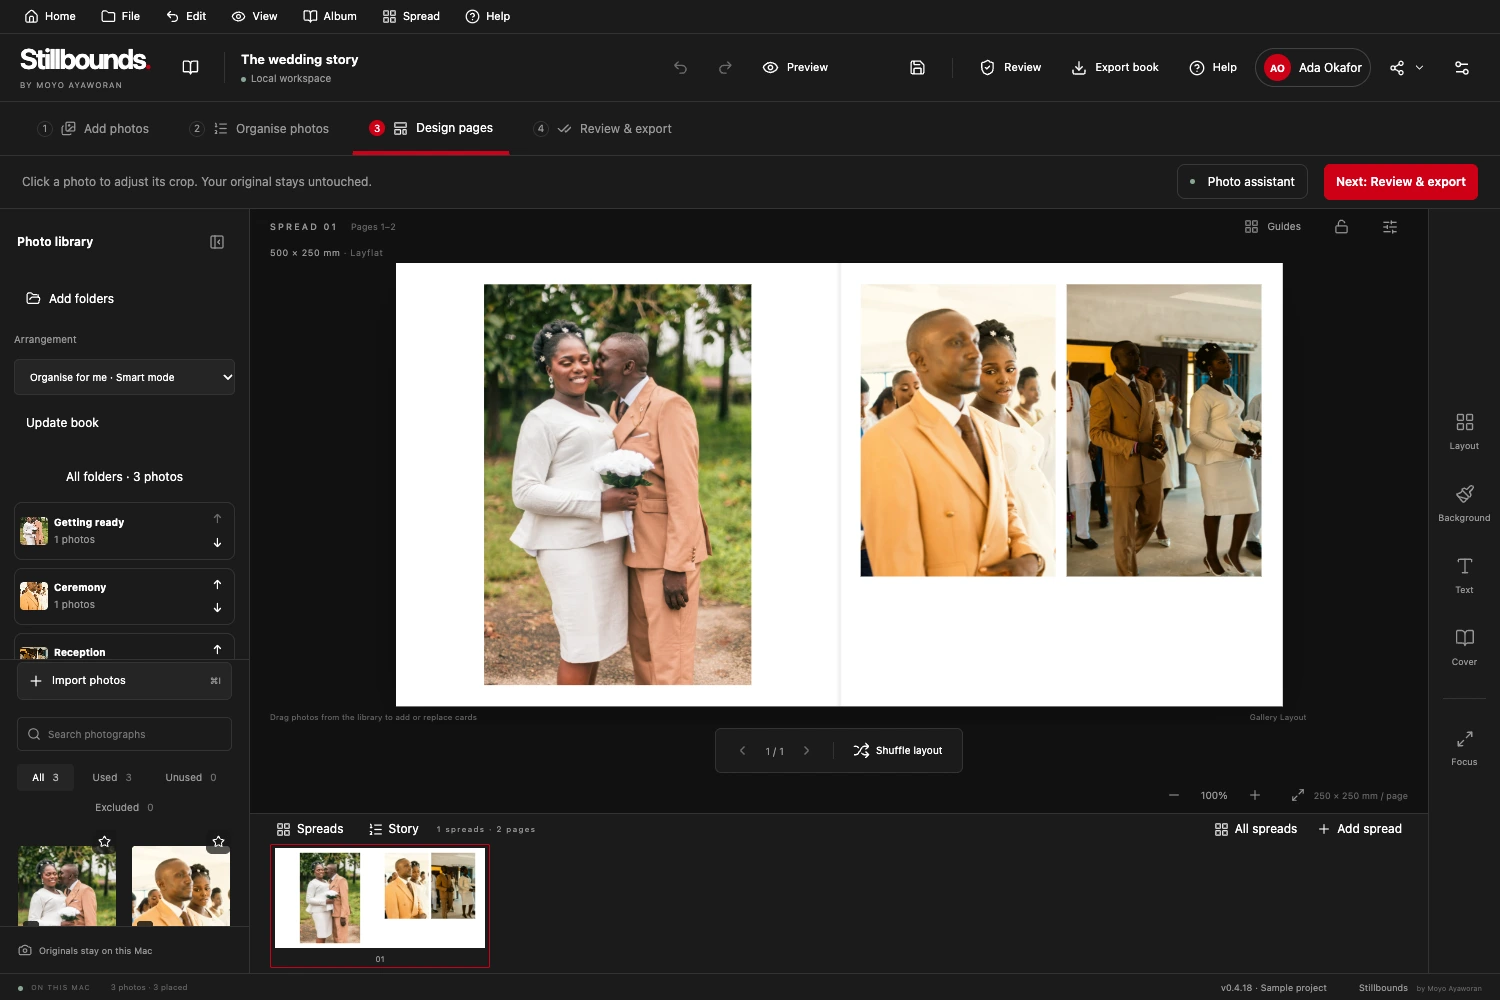 Home File Edit View Album Spread Help
Stillbounds.
BY MOYO AYAWORAN
The wedding story
Local workspace
Preview
Review
Export book
Help
AO Ada Okafor
1 Add photos
2 Organise photos
3 Design pages
4 Review & export
Click a photo to adjust its crop. Your original stays untouched.
Photo assistant
Next: Review & export
Photo library
Add folders
Arrangement
Organise for me · Smart mode
Update book
All folders · 3 photos
Getting ready
1 photos
Ceremony
1 photos
Reception
Import photos ⌘I
Search photographs
All 3 Used 3 Unused 0
Excluded 0
Originals stay on this Mac
SPREAD 01 Pages 1–2
500 × 250 mm · Layflat
Guides
Drag photos from the library to add or replace cards
Gallery Layout
1 / 1
Shuffle layout
100%
250 × 250 mm / page
Layout
Background
Text
Cover
Focus
Spreads
Story
1 spreads · 2 pages
All spreads
Add spread
01
ON THIS MAC
3 photos · 3 placed
v0.4.18 · Sample project
Stillbounds by Moyo Ayaworan